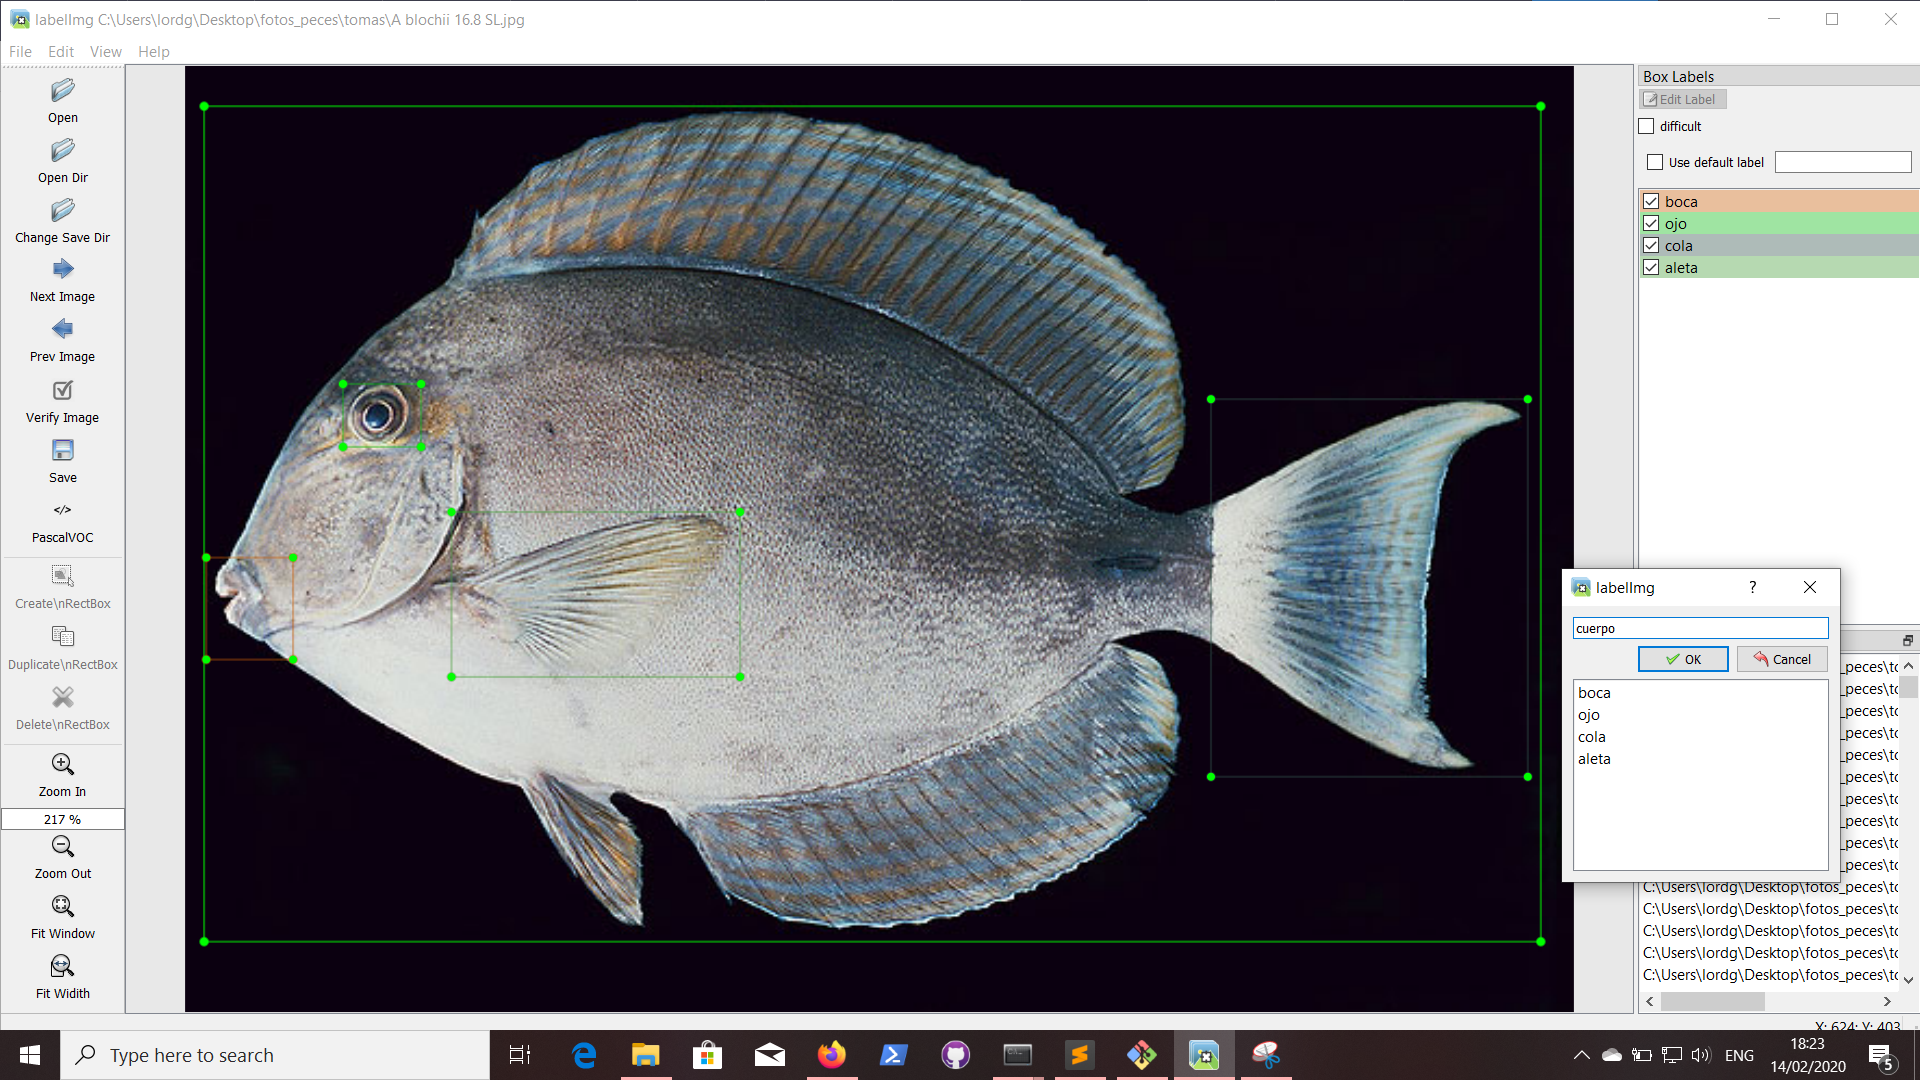 labelImg C:\Users\lordg\Desktop\fotos_peces\tomas\A blochii 16.8 SL.jpg
File Edit View Help
Open
Open Dir
Change Save Dir
Next Image
Prev Image
Verify Image
Save
</>
PascalVOC
Create\nRectBox
Duplicate\nRectBox
Delete\nRectBox
Zoom In
217 %
Zoom Out
Fit Window
Fit Widith
Box Labels
Edit Label
difficult
Use default label
boca
ojo
cola
aleta
labelImg
?
cuerpo
OK Cancel
boca
ojo
cola
aleta
_peces\to
_peces\to
_peces\to
_peces\to
_peces\to
_peces\to
_peces\to
_peces\to
_peces\to
_peces\to
C:\Users\lordg\Desktop\fotos_peces\to
C:\Users\lordg\Desktop\fotos_peces\to
C:\Users\lordg\Desktop\fotos_peces\to
C:\Users\lordg\Desktop\fotos_peces\to
C:\Users\lordg\Desktop\fotos_peces\to
X: 624; Y: 403
Type here to search
ENG
18:23
14/02/2020
5